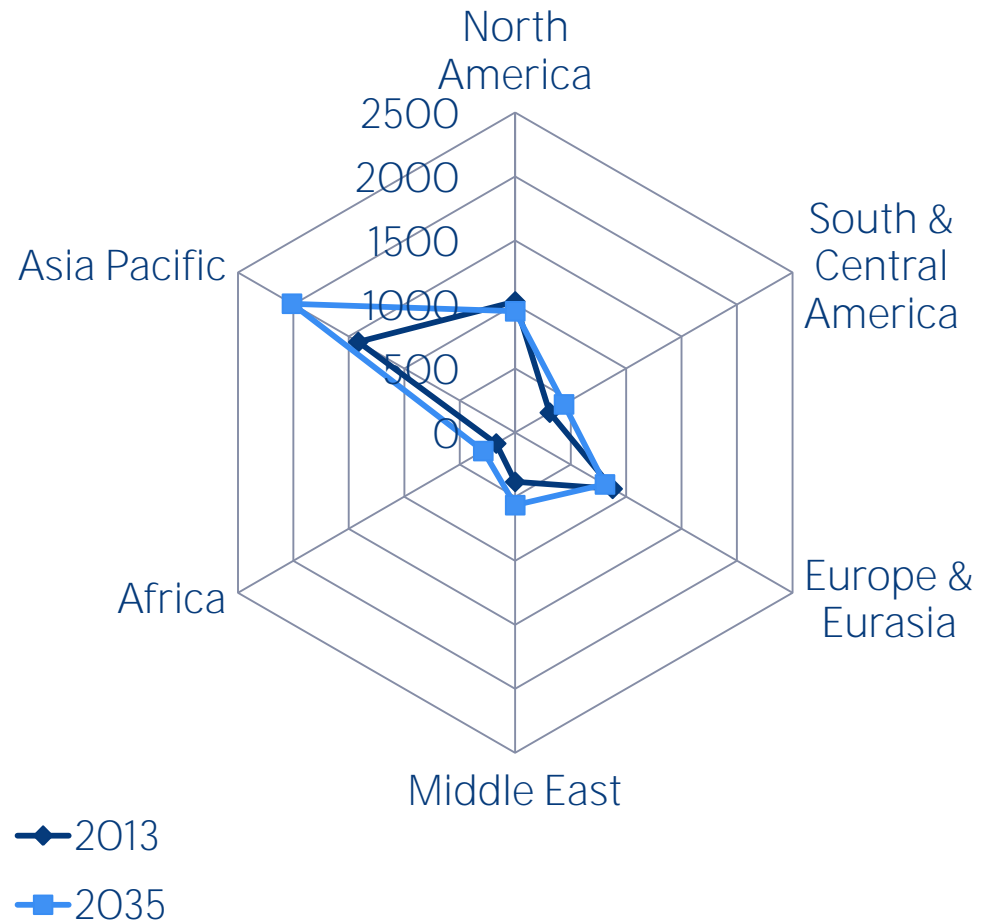 North
America
2500
2000
1500
1000
500
0
South &
Central
America
Europe &
Eurasia
Middle East
Africa
Asia Pacific
2013
2035